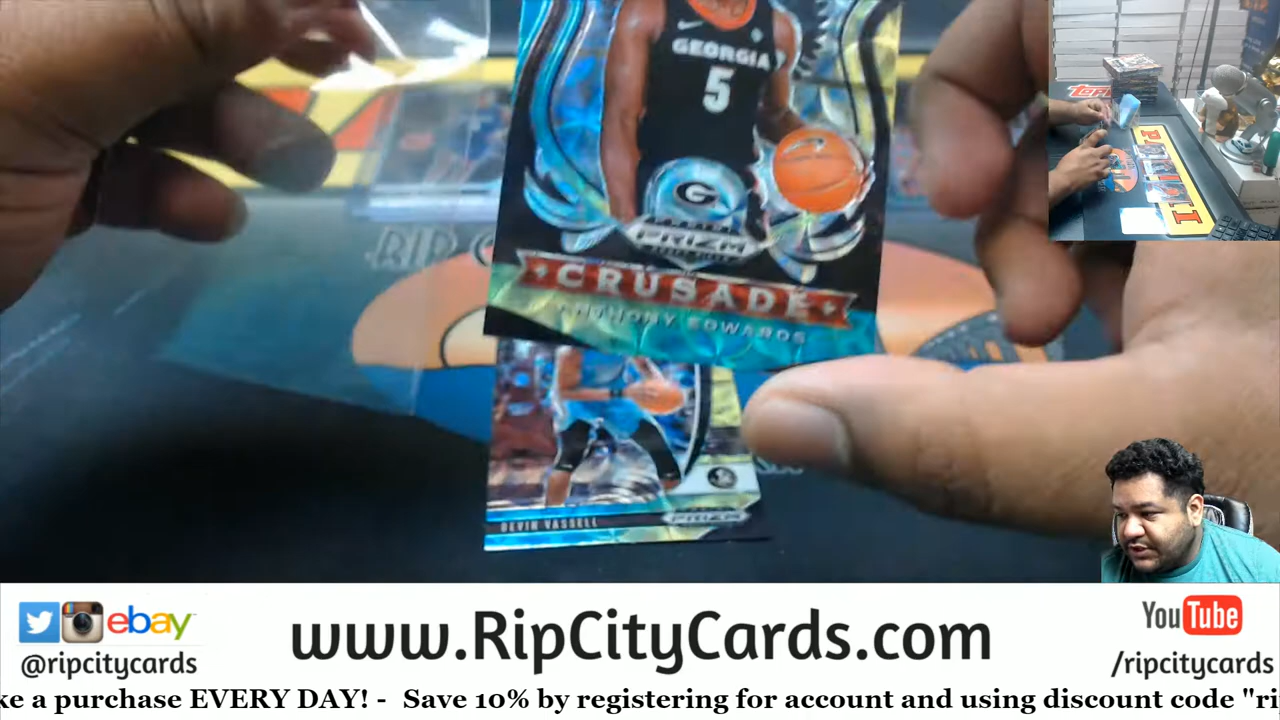 GEORGIA
5
G
PRIZM
CRUSADE
ANTHONY EDWARDS
RIP
DEVIN VASSELL
PRIZM
ebay
@ripcitycards
www.RipCityCards.com
YouTube
/ripcitycards
ke a purchase EVERY DAY! - Save 10% by registering for account and using discount code "ri